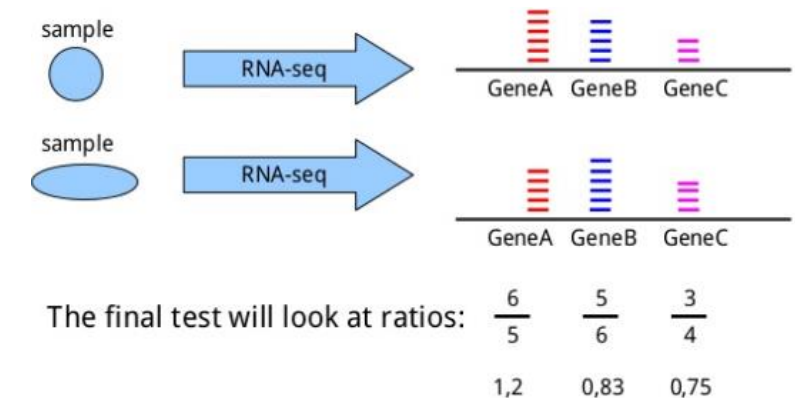 sample
RNA-seq
GeneA GeneB GeneC
sample
RNA-seq
GeneA GeneB GeneC
The final test will look at ratios:
6 5 3
5 6 4
1,2 0,83 0,75